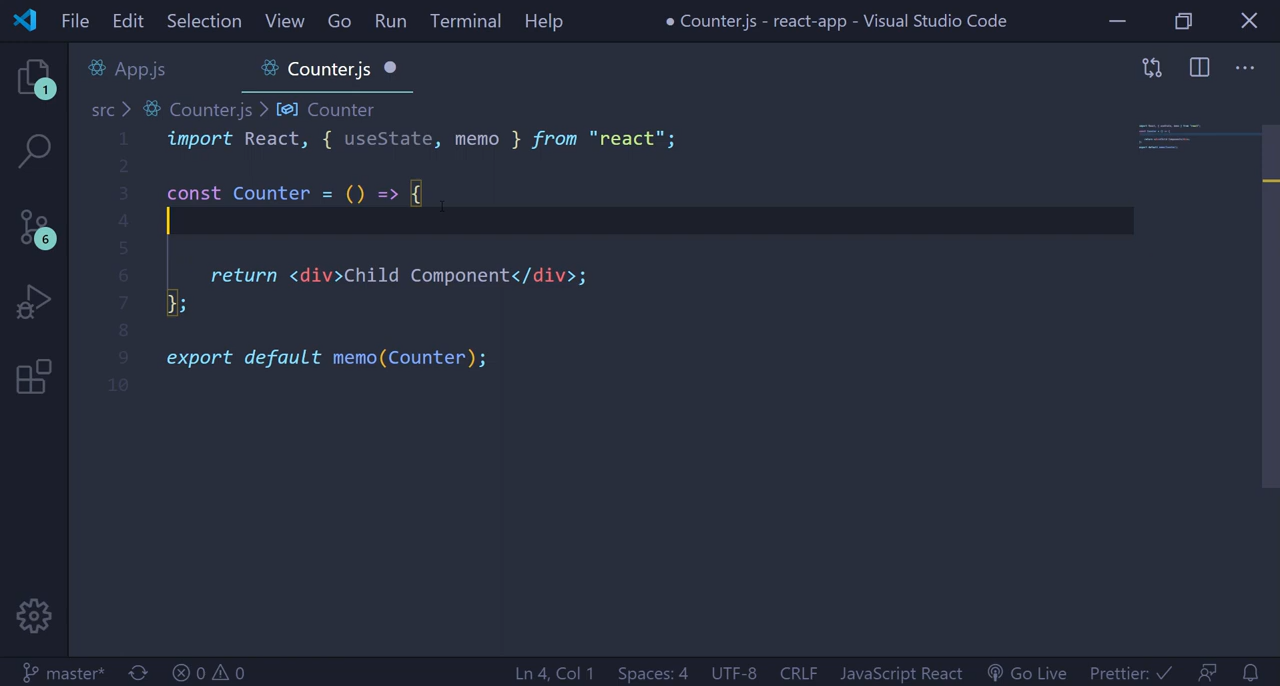 File Edit Selection View Go Run Terminal Help ● Counter.js - react-app - Visual Studio Code
App.js Counter.js
src > Counter.js > Counter
1 import React, { useState, memo } from "react";
2
3 const Counter = () => {
4
5
6 return <div>Child Component</div>;
7 };
8
9 export default memo(Counter);
10
1
6
master* 0 0 Ln 4, Col 1 Spaces: 4 UTF-8 CRLF JavaScript React Go Live Prettier: ✓